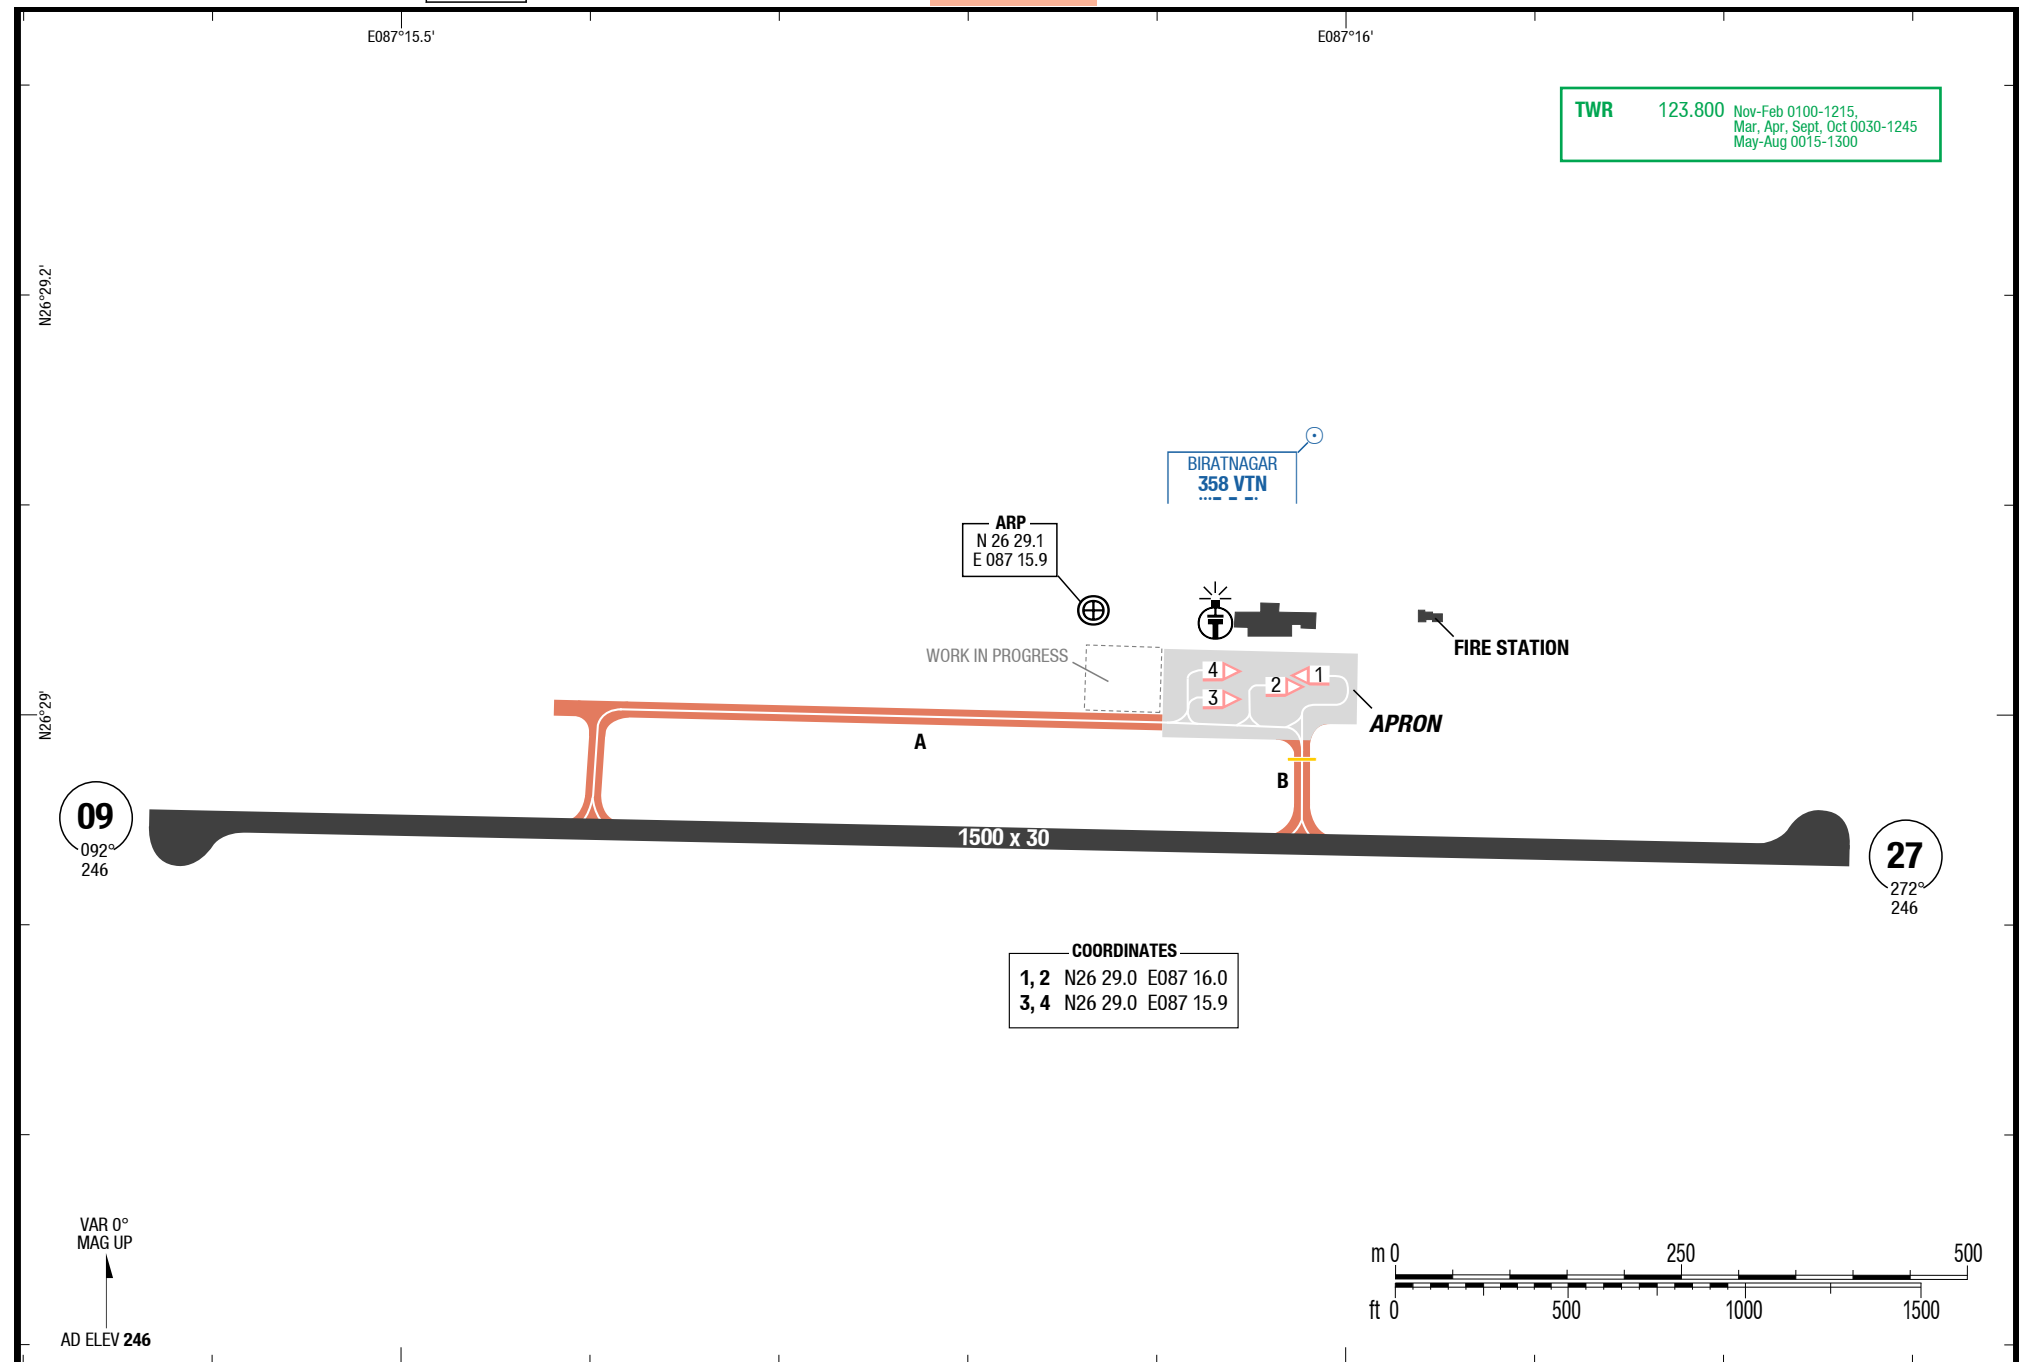 E087°15.5'
E087°16'
TWR 123.800 Nov-Feb 0100-1215,
Mar, Apr, Sept, Oct 0030-1245
May-Aug 0015-1300
N26°29.2'
BIRATNAGAR
358 VTN
ARP
N 26 29.1
E 087 15.9
WORK IN PROGRESS
FIRE STATION
4
1
2
3
N26°29'
APRON
A
B
09
092°
246
1500 x 30
27
272°
246
COORDINATES
1, 2 N26 29.0 E087 16.0
3, 4 N26 29.0 E087 15.9
VAR 0°
MAG UP
AD ELEV 246
m 0 250 500
ft 0 500 1000 1500